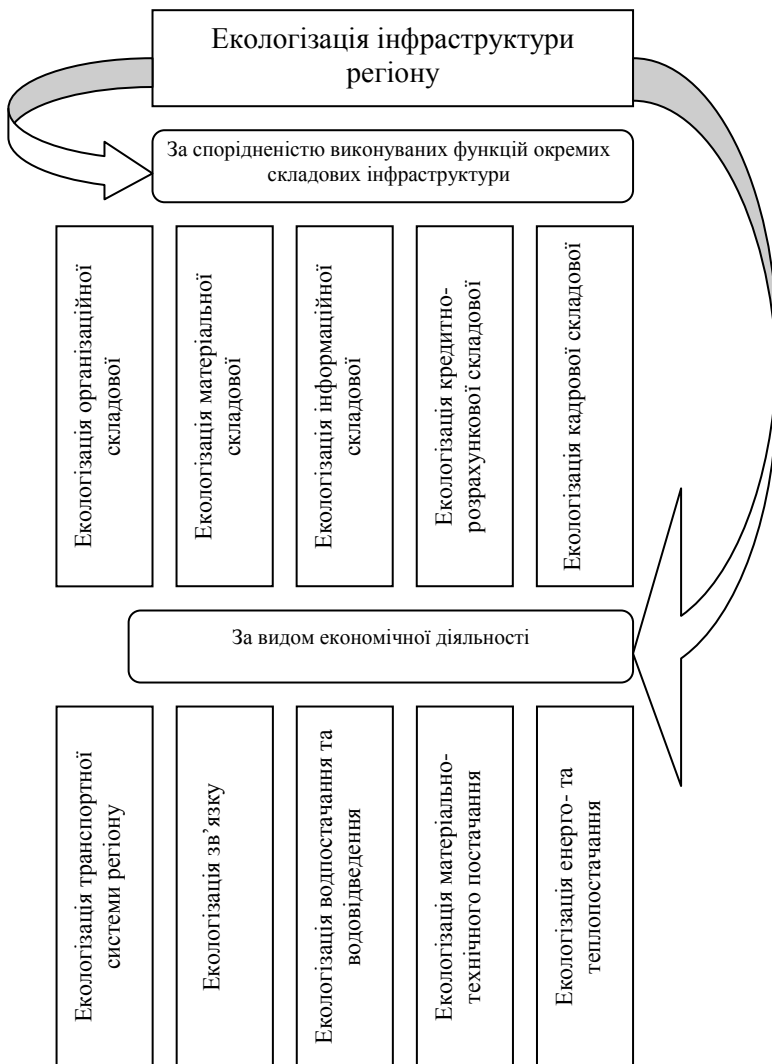 Екологізація інфраструктури
регіону
За спорідненістю виконуваних функцій окремих
складових інфраструктури
Екологізація організаційної
складової
Екологізація матеріальної
складової
Екологізація інформаційної
складової
Екологізація кредитно-
розрахункової складової
Екологізація кадрової складової
За видом економічної діяльності
Екологізація транспортної
системи регіону
Екологізація зв’язку
Екологізація водпостачання та
водовідведення
Екологізація матеріально-
технічного постачання
Екологізація енерго- та
теплопостачання